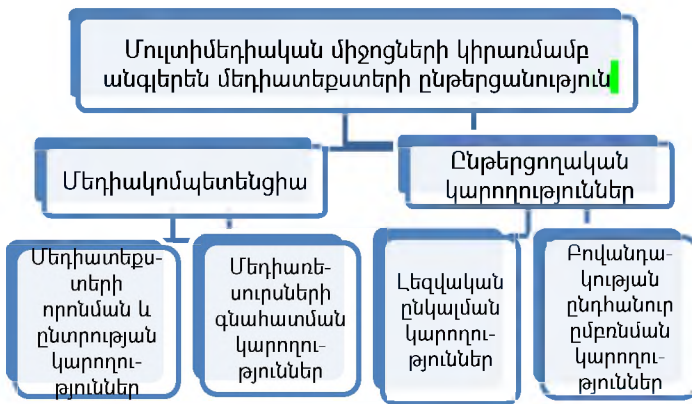 Մուլտիմեդիական միջոցների կիրառմամբ
անգլերեն մեդիատեքստերի ընթերցանություն
Մեդիակոմպետենցիա
Ընթերցողական
կարողություններ
Մեդիատեքս-
տերի
որոնման և
ընտրության
կարողու-
թյուններ
Մեդիառե-
սուրսների
գնահատման
կարողու-
թյուններ
Լեզվական
ընկալման
կարողու-
թյուններ
Բովանդա-
կության
ընդհանուր
ըմբռնման
կարողու-
թյուններ